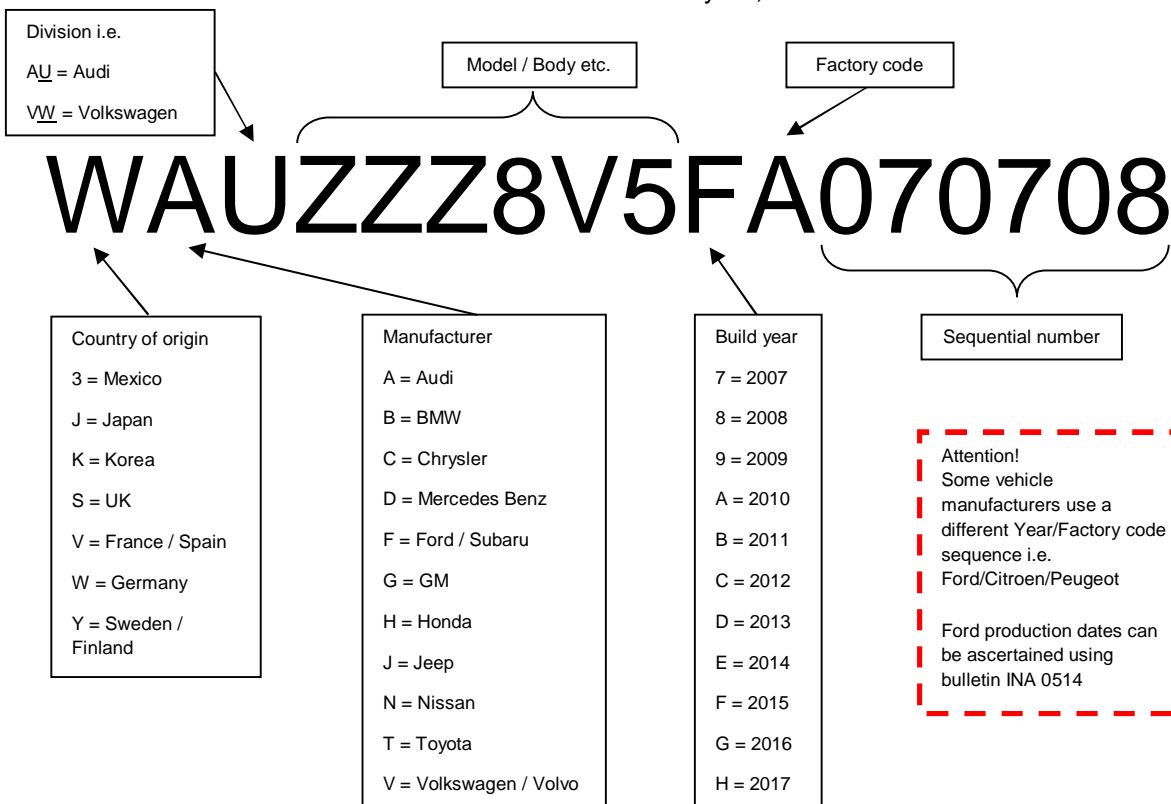 Division i.e.
AU = Audi
VW = Volkswagen
Model / Body etc.
Factory code
WAUZZZ8V5FA070708
Country of origin
3 = Mexico
J = Japan
K = Korea
S = UK
V = France / Spain
W = Germany
Y = Sweden /
Finland
Manufacturer
A = Audi
B = BMW
C = Chrysler
D = Mercedes Benz
F = Ford / Subaru
G = GM
H = Honda
J = Jeep
N = Nissan
T = Toyota
V = Volkswagen / Volvo
Build year
7 = 2007
8 = 2008
9 = 2009
A = 2010
B = 2011
C = 2012
D = 2013
E = 2014
F = 2015
G = 2016
H = 2017
Sequential number
Attention!
Some vehicle
manufacturers use a
different Year/Factory code
sequence i.e.
Ford/Citroen/Peugeot
Ford production dates can
be ascertained using
bulletin INA 0514